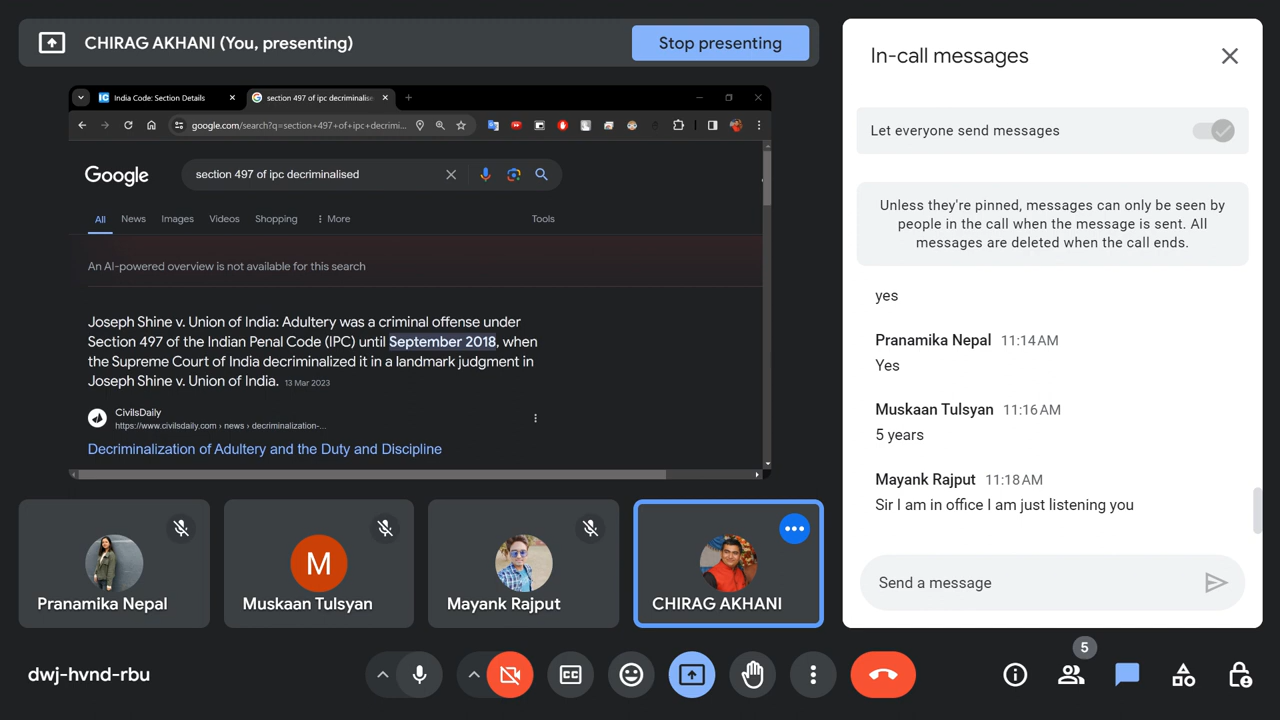 CHIRAG AKHANI (You, presenting)
Stop presenting
India Code: Section Details
section 497 of ipc decriminalise
google.com/search?q=section+497+of+ipc+decrimi...
Google
section 497 of ipc decriminalised
All
News
Images
Videos
Shopping
More
Tools
An AI-powered overview is not available for this search
Joseph Shine v. Union of India: Adultery was a criminal offense under
Section 497 of the Indian Penal Code (IPC) until September 2018, when
the Supreme Court of India decriminalized it in a landmark judgment in
Joseph Shine v. Union of India. 13 Mar 2023
CivilsDaily
https://www.civilsdaily.com › news › decriminalization-...
Decriminalization of Adultery and the Duty and Discipline
Pranamika Nepal
M
Muskaan Tulsyan
Mayank Rajput
CHIRAG AKHANI
In-call messages
Let everyone send messages
Unless they're pinned, messages can only be seen by
people in the call when the message is sent. All
messages are deleted when the call ends.
yes
Pranamika Nepal 11:14 AM
Yes
Muskaan Tulsyan 11:16 AM
5 years
Mayank Rajput 11:18 AM
Sir I am in office I am just listening you
Send a message
dwj-hvnd-rbu
5